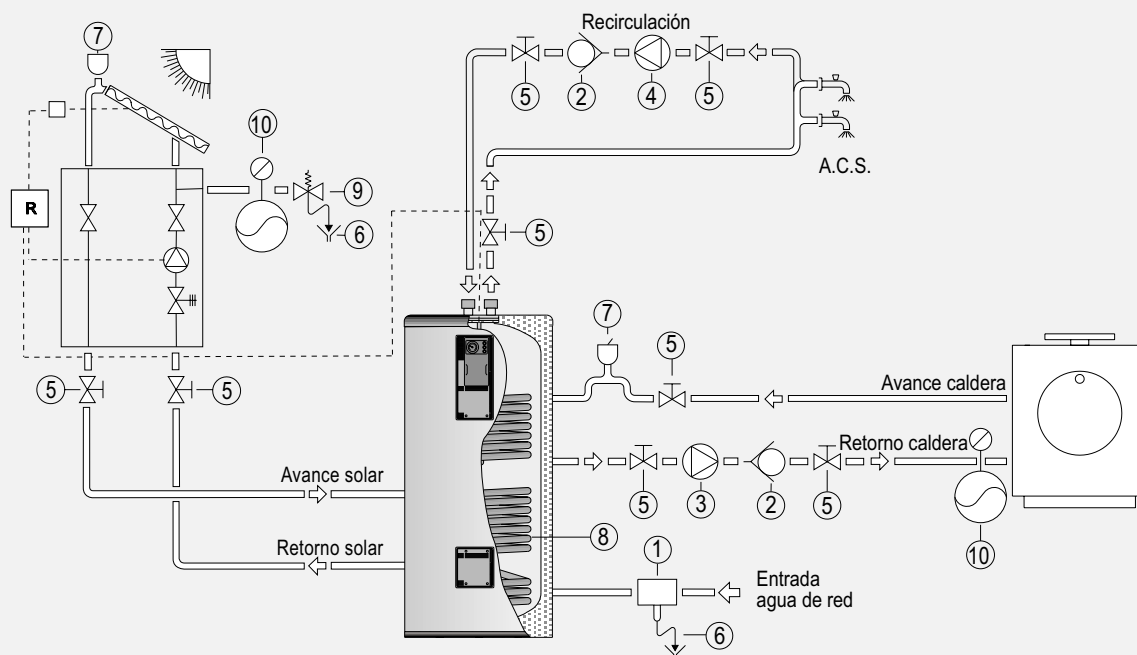 Recirculación
7
5
2
4
5
10
9
6
A.C.S.
R
5
7
5
5
5
Avance caldera
Retorno caldera
Avance solar
5
3
2
5
10
8
Retorno solar
1
Entrada
agua de red
6